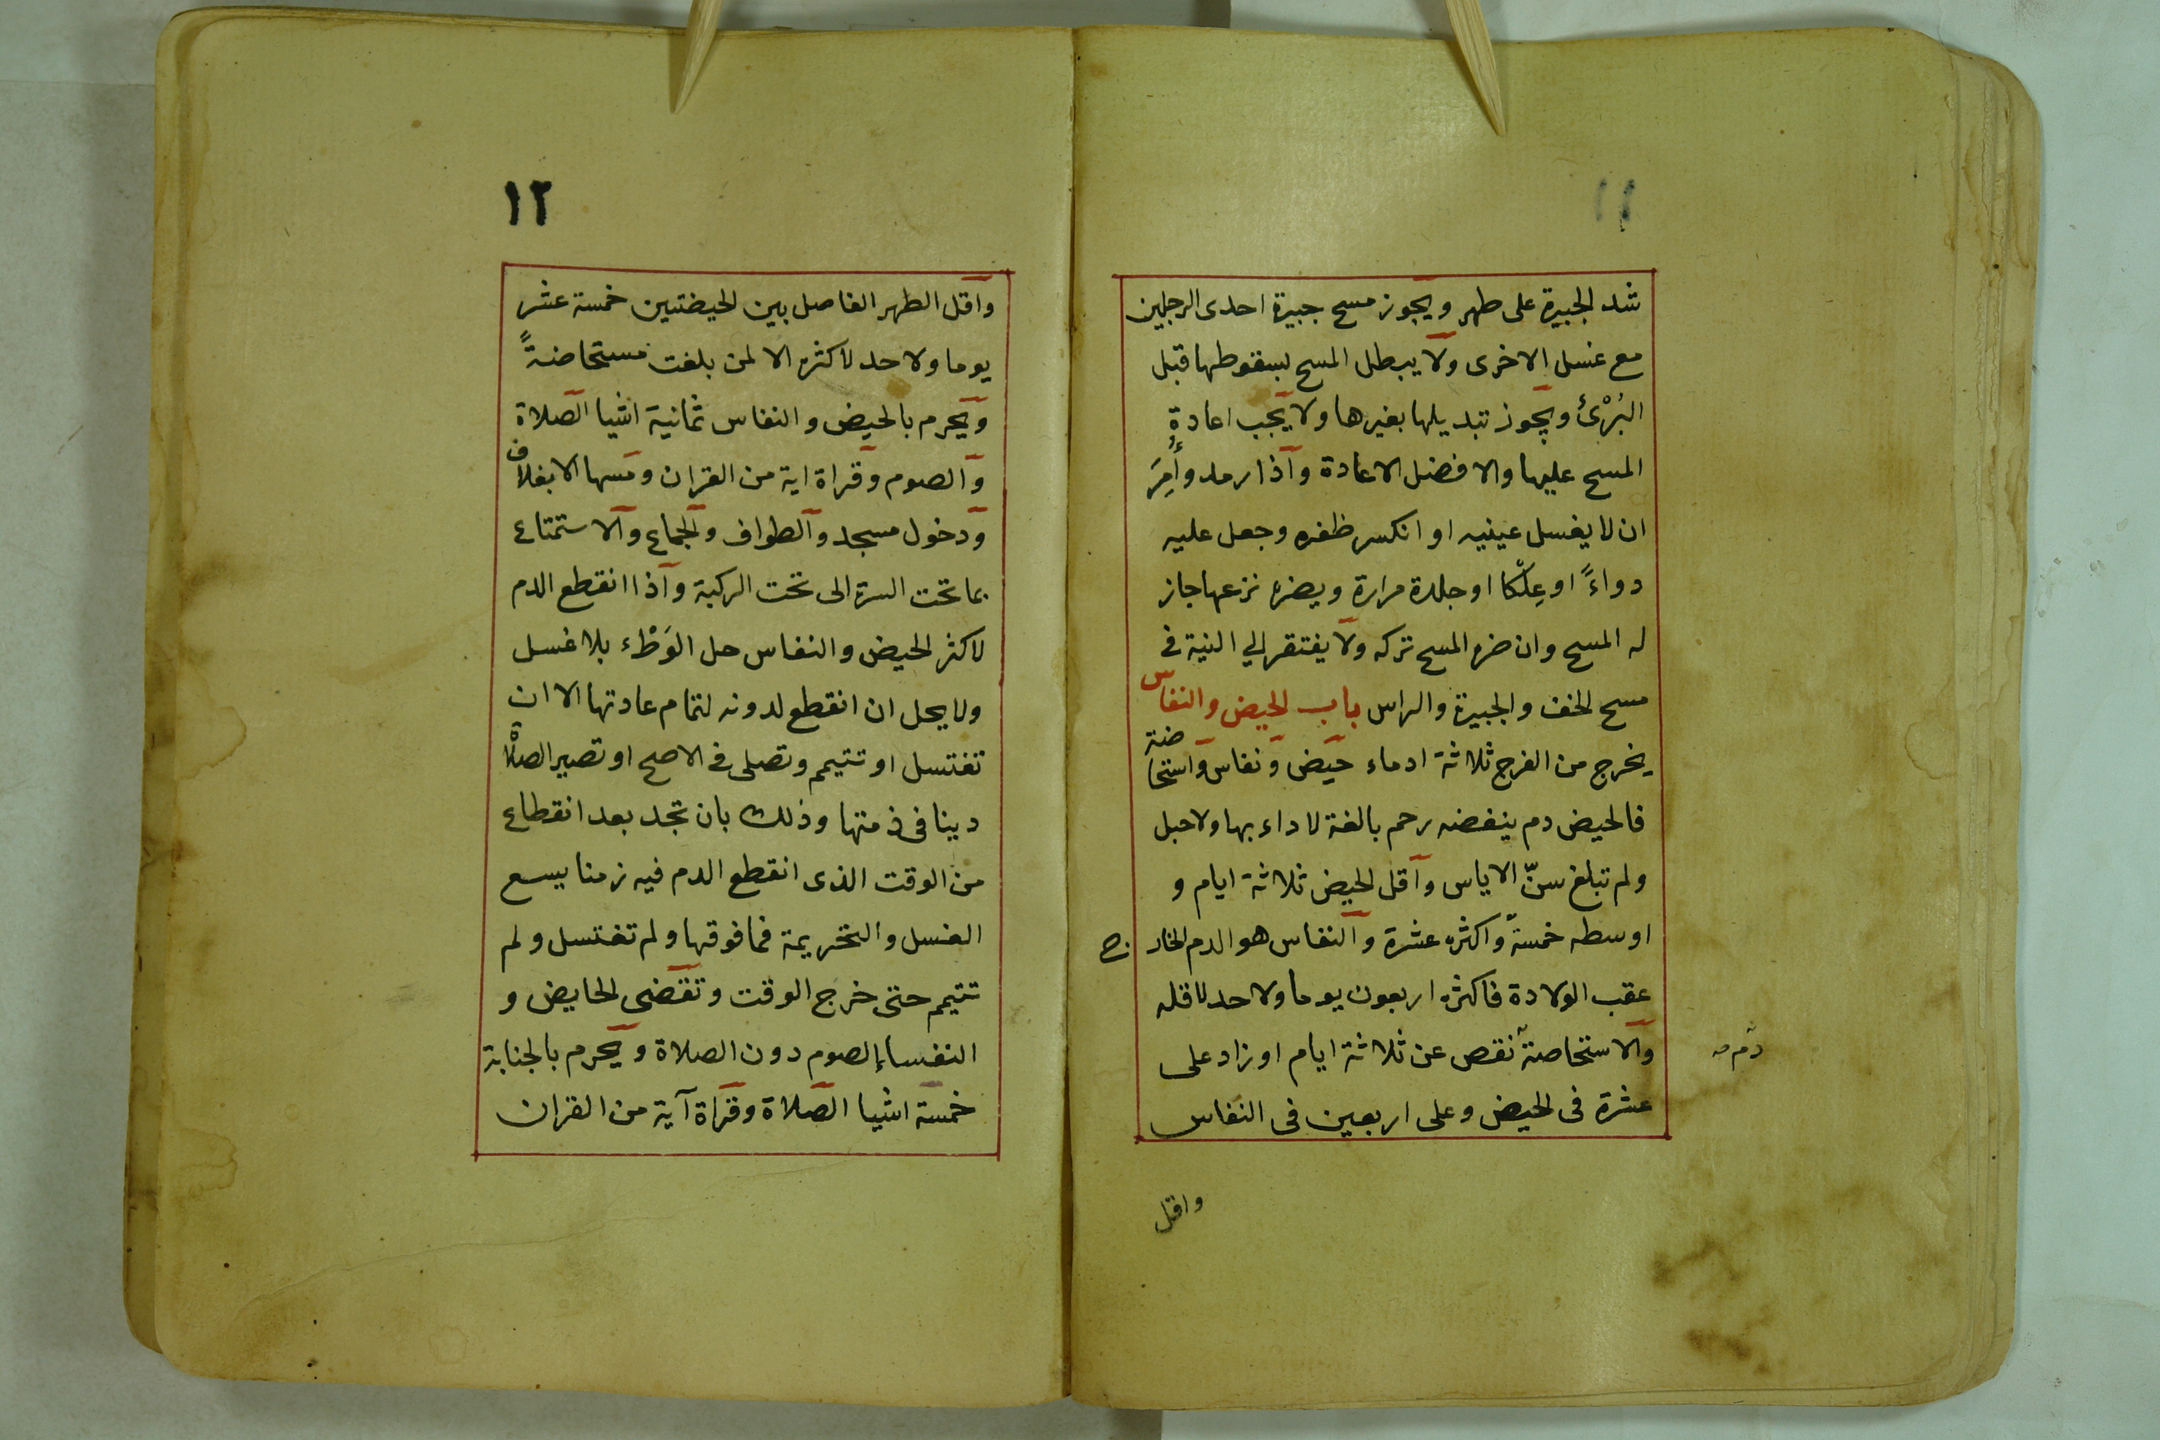 ١١
شد الجبيرة على طهر ويجوز مسح جبيرة احدى الرجلين
مع غسل الاخرى ولا يبطل المسح بسقوطها قبل
البُرْئ ويجوز تبديلها بغيرها ولا يجب اعادة
المسح عليها والافضل الاعادة واذا رمد وأُمِرَ
ان لا يغسل عينيه او انكسر ظفره وجعل عليه
دواءً او عِلْكا او جلدة مرارة ويضره نزعها جاز
له المسح وان ضره المسح تركه ولا يفتقر الي النية فى
مسح الخف والجبيرة والراس باب الحيض والنفاس
يخرج من الفرج ثلاثة ادماء حيض ونفاس واستحاضة
فالحيض دم ينفضه رحم بالغة لا داء بها ولا حبل
ولم تبلغ سنّ الاياس واقل الحيض ثلاثة ايام و
اوسطه خمسة واكثره عشرة والنفاس هو الدم الخارج
عقب الولادة فاكثره اربعون يوما ولا حد لاقله
والاستحاضة نقص عن ثلاثة ايام او زاد على
دم صه
عشرة فى الحيض وعلى اربعين فى النفاس
واقل
١٢
واقل الطهر الفاصل بين الحيضتين خمسة عشر
يوما ولا حد لاكثره الا لمن بلغت مستحاضةً
ويحرم بالحيض والنفاس ثمانية اشيا الصلاة
والصوم وقراة اية من القران ومسها الا بغلاف
ودخول مسجد والطواف والجماع والاستمتاع
بما تحت السرة الى تحت الركبة واذا انقطع الدم
لاكثر الحيض والنفاس حل الوَطْء بلا غسل
ولا يحل ان انقطع لدونه لتمام عادتها الا ان
تغتسل او تتيمم وتصلى فى الاصح او تصير الصلاة
دينا فى ذمتها وذلك بان تجد بعد انقطاع
من الوقت الذى انقطع الدم فيه زمنا يسع
الغسل والتحريمة فما فوقها ولم تغتسل ولم
تتيمم حتى خرج الوقت وتقضى الحايض و
النفساء الصوم دون الصلاة ويحرم بالجنابة
خمسة اشيا الصلاة وقراة آية من القران